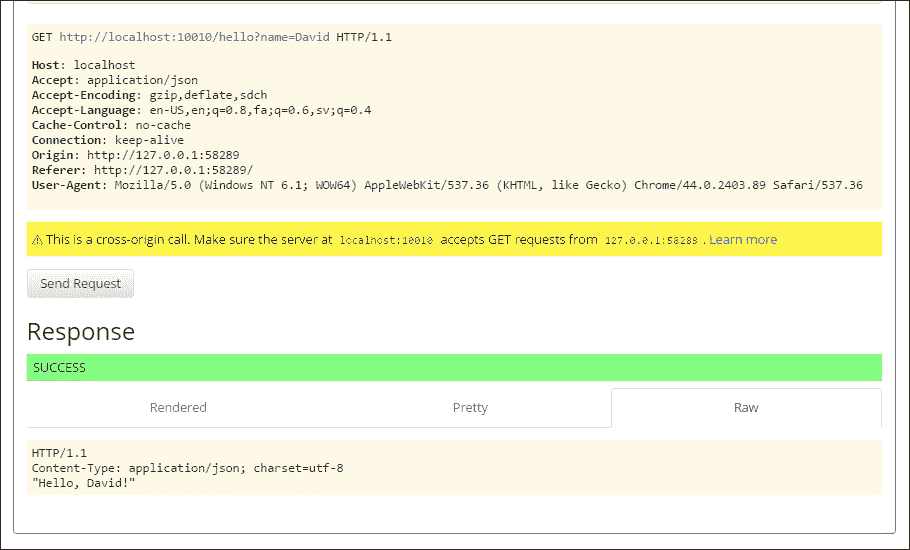 GET http://localhost:10010/hello?name=David HTTP/1.1
Host: localhost
Accept: application/json
Accept-Encoding: gzip,deflate,sdch
Accept-Language: en-US,en;q=0.8,fa;q=0.6,sv;q=0.4
Cache-Control: no-cache
Connection: keep-alive
Origin: http://127.0.0.1:58289
Referer: http://127.0.0.1:58289/
User-Agent: Mozilla/5.0 (Windows NT 6.1; WOW64) AppleWebKit/537.36 (KHTML, like Gecko) Chrome/44.0.2403.89 Safari/537.36
⚠ This is a cross-origin call. Make sure the server at localhost:10010 accepts GET requests from 127.0.0.1:58289 . Learn more
Send Request
Response
SUCCESS
Rendered Pretty Raw
HTTP/1.1
Content-Type: application/json; charset=utf-8
"Hello, David!"